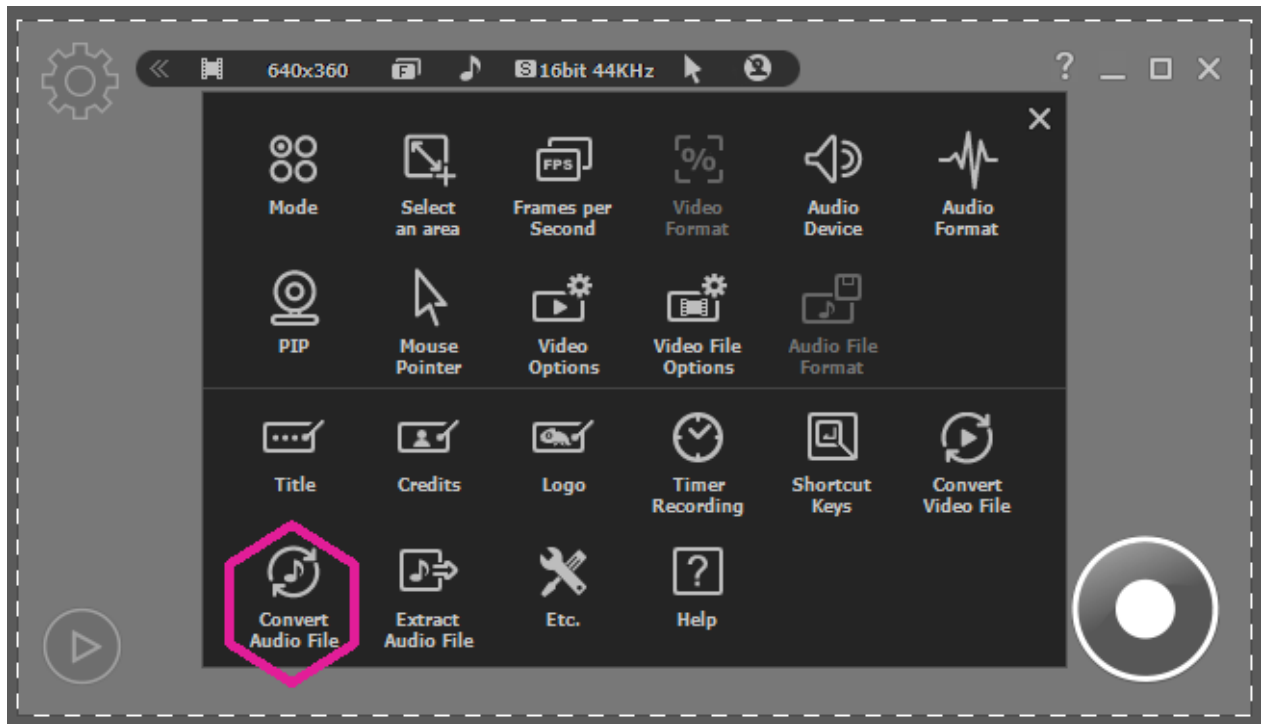 640x360 F S 16bit 44KHz ?
Mode
Select
an area
FPS
Frames per
Second
%
Video
Format
Audio
Device
Audio
Format
PIP
Mouse
Pointer
Video
Options
Video File
Options
Audio File
Format
Title
Credits
Logo
Timer
Recording
Shortcut
Keys
Convert
Video File
Convert
Audio File
Extract
Audio File
Etc.
?
Help